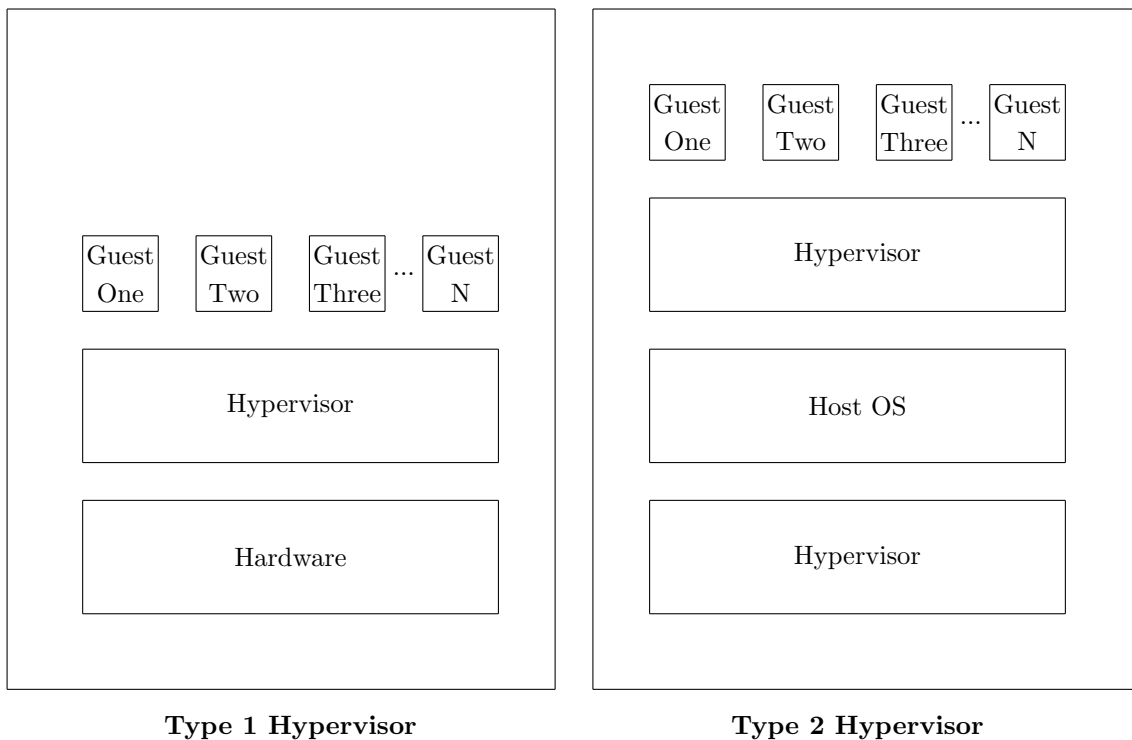 Guest
One
Guest
Two
Guest
Three
...
Guest
N
Hypervisor
Hardware
Type 1 Hypervisor
Guest
One
Guest
Two
Guest
Three
...
Guest
N
Hypervisor
Host OS
Hypervisor
Type 2 Hypervisor